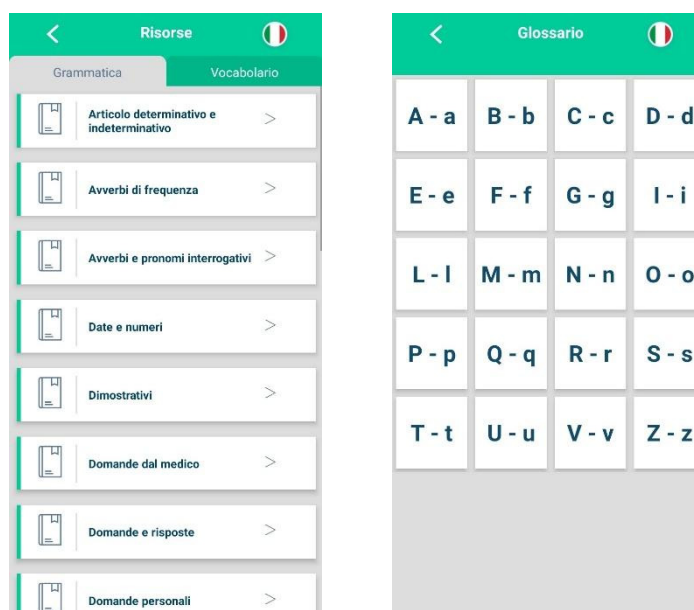 Risorse
Grammatica Vocabolario
Articolo determinativo e
indeterminativo
Avverbi di frequenza
Avverbi e pronomi interrogativi
Date e numeri
Dimostrativi
Domande dal medico
Domande e risposte
Domande personali
Glossario
A - a B - b C - c D - d
E - e F - f G - g I - i
L - l M - m N - n O - o
P - p Q - q R - r S - s
T - t U - u V - v Z - z